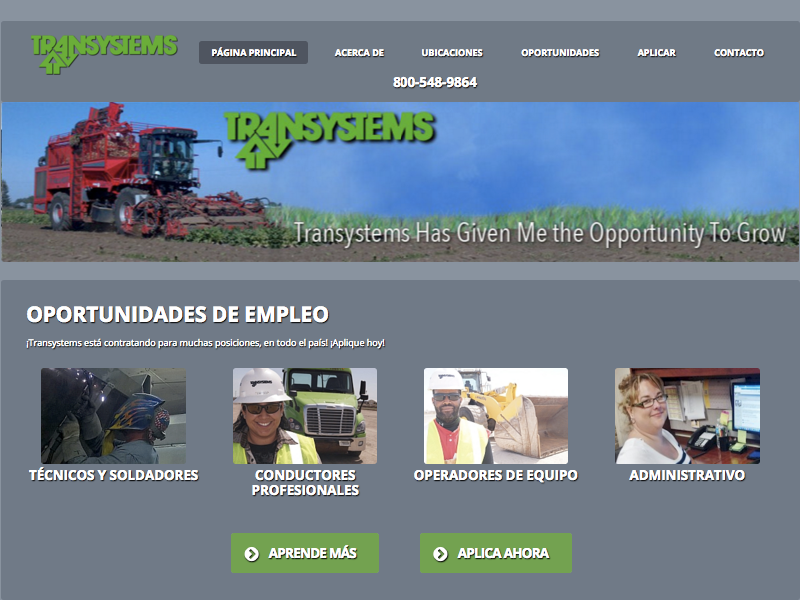 TRANSYSTEMS
PÁGINA PRINCIPAL
ACERCA DE
UBICACIONES
OPORTUNIDADES
APLICAR
CONTACTO
800-548-9864
TRANSYSTEMS
Transystems Has Given Me the Opportunity To Grow
OPORTUNIDADES DE EMPLEO
¡Transystems está contratando para muchas posiciones, en todo el país! ¡Aplique hoy!
TÉCNICOS Y SOLDADORES
CONDUCTORES
PROFESIONALES
OPERADORES DE EQUIPO
ADMINISTRATIVO
APRENDE MÁS
APLICA AHORA